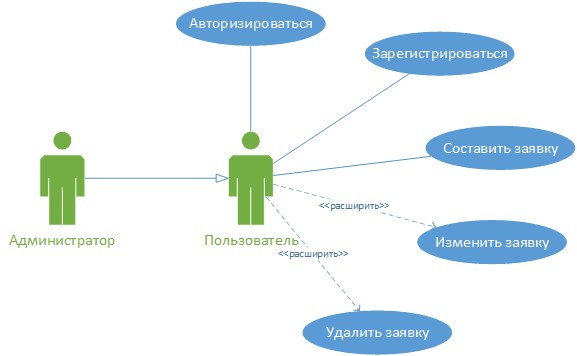 Авторизироваться
Зарегистрироваться
Составить заявку
<<расширить>>
Администратор
Пользователь
Изменить заявку
<<расширить>>
Удалить заявку